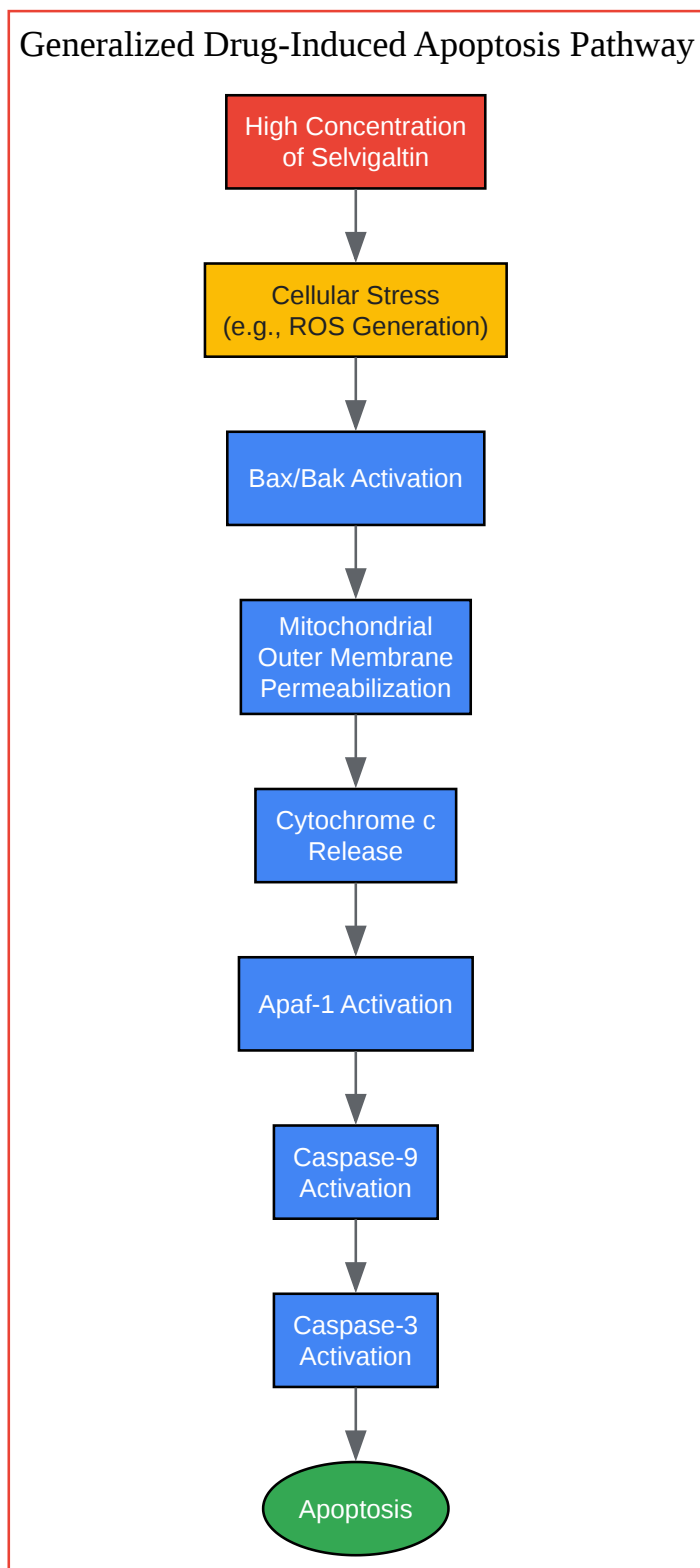 Generalized Drug-Induced Apoptosis Pathway
High Concentration
of Selvigaltin
Cellular Stress
(e.g., ROS Generation)
Bax/Bak Activation
Mitochondrial
Outer Membrane
Permeabilization
Cytochrome c
Release
Apaf-1 Activation
Caspase-9
Activation
Caspase-3
Activation
Apoptosis